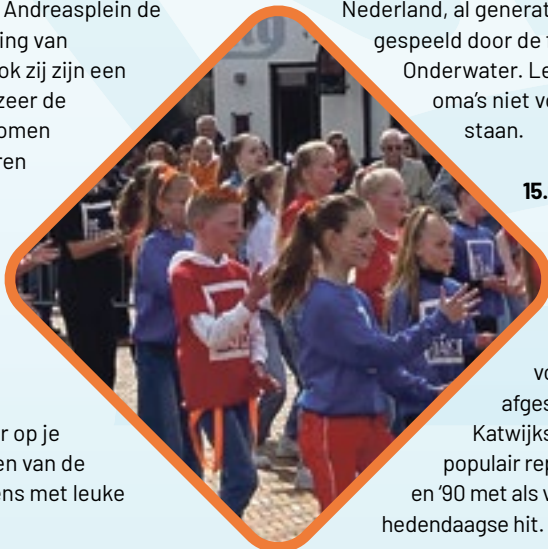 Andreasplein de
ing van
ok zij zijn een
zeer de
omen
ren
r op je
en van de
ens met leuke
Nederland, al generat
gespeeld door de
Onderwater. Le
oma's niet v
staan.
15.
vo
afges
Katwijks
populair rep
en '90 met als v
hedendaagse hit.